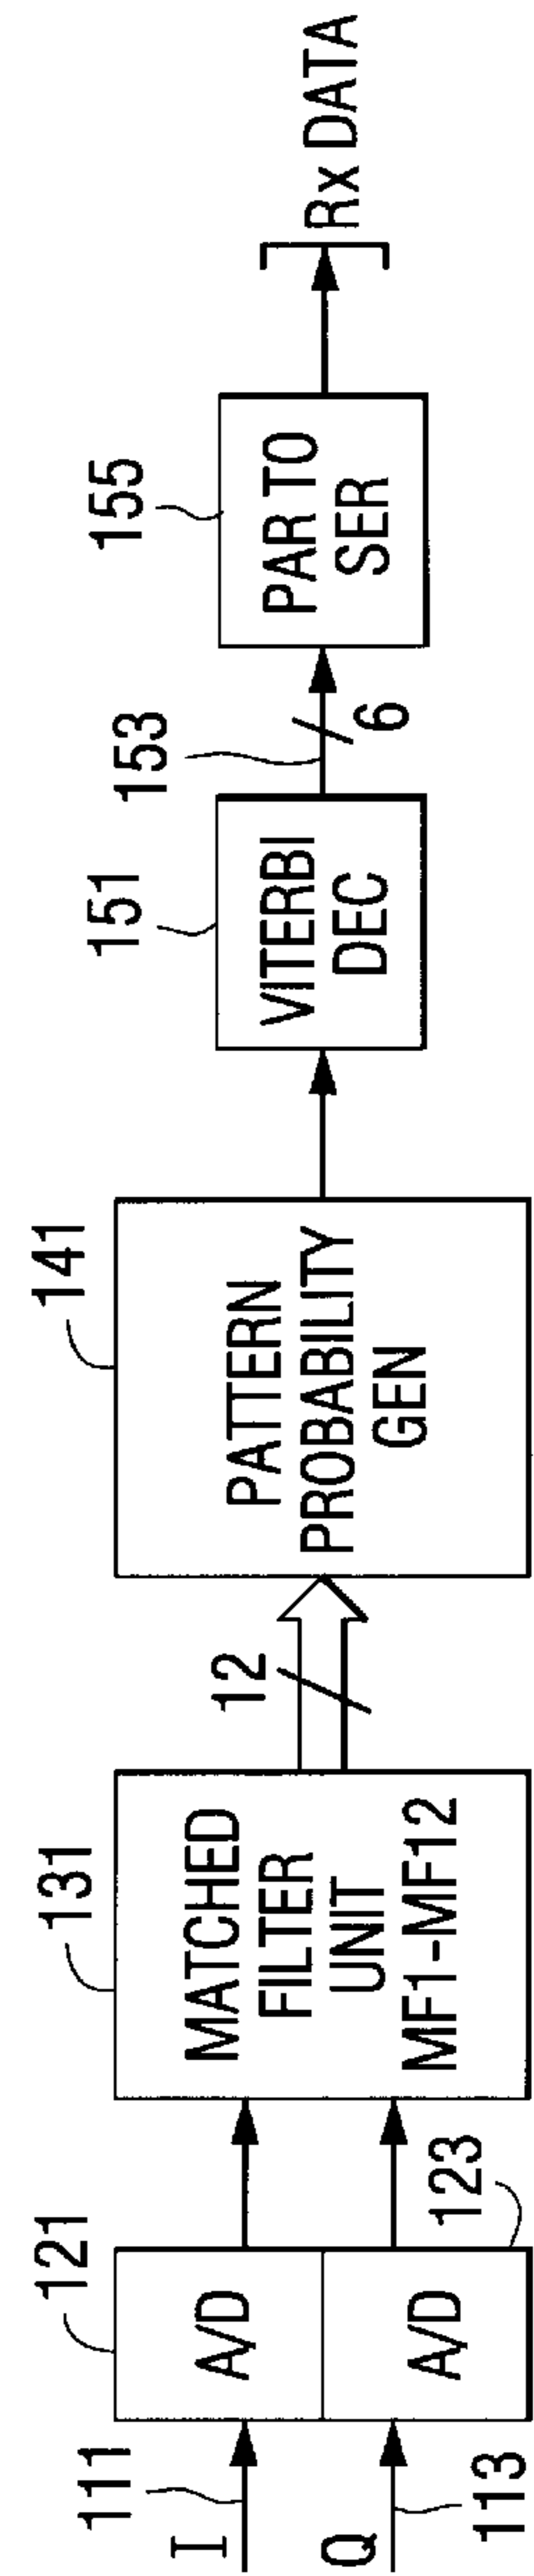 I
111
Q
113
121
A/D
A/D
123
131
MATCHED
FILTER
UNIT
MF1-MF12
12
141
PATTERN
PROBABILITY
GEN
151
VITERBI
DEC
153
6
155
PAR TO
SER
Rx DATA